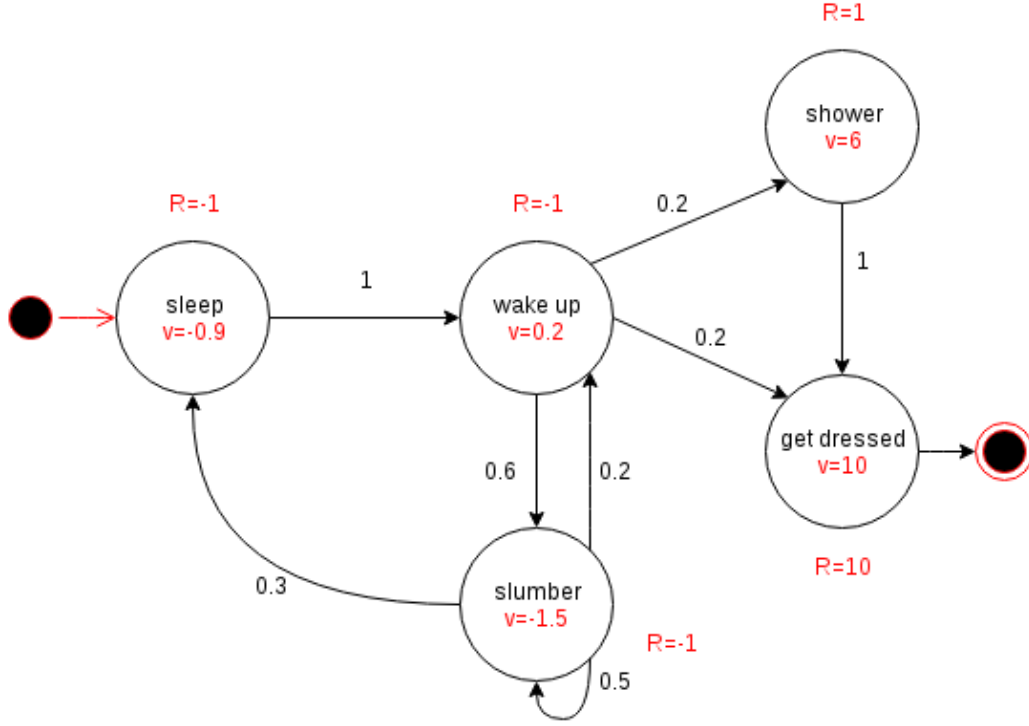 R=1
shower
v=6
R=-1
R=-1
0.2
1
sleep
v=-0.9
1
wake up
v=0.2
0.2
get dressed
v=10
0.6
0.2
R=10
0.3
slumber
v=-1.5
R=-1
0.5